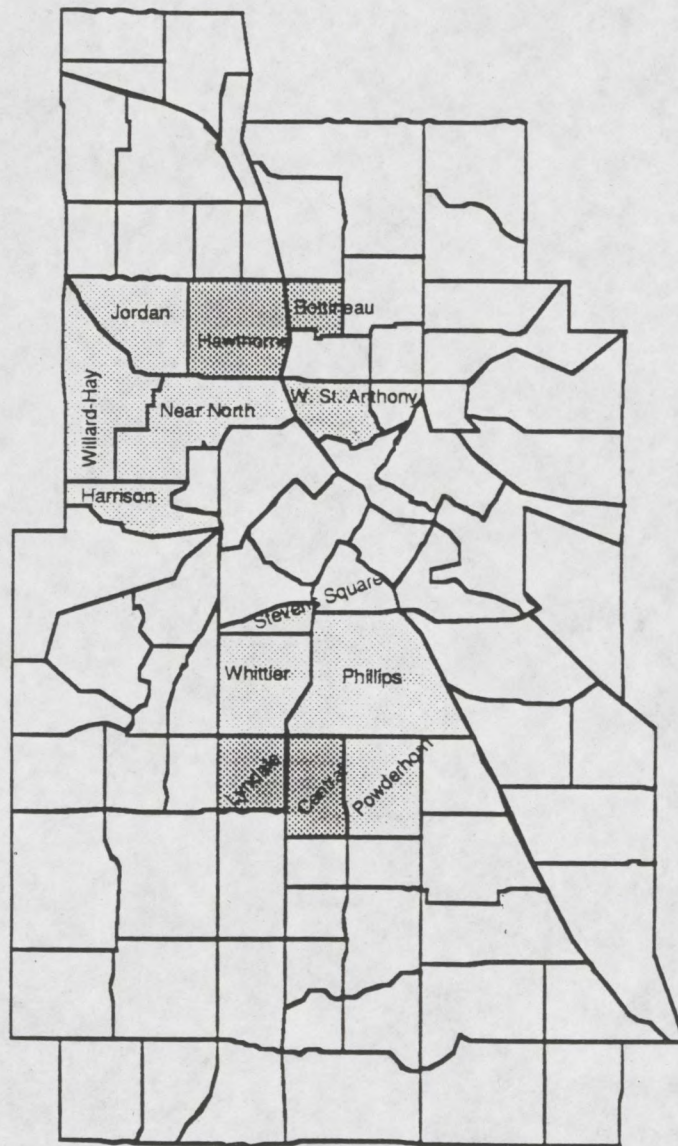 Jordan
Hawthorne
Bottineau
Willard-Hay
Near North
W. St. Anthony
Harrison
Stevens Square
Whittier
Phillips
Lyndale
Central
Powderhorn